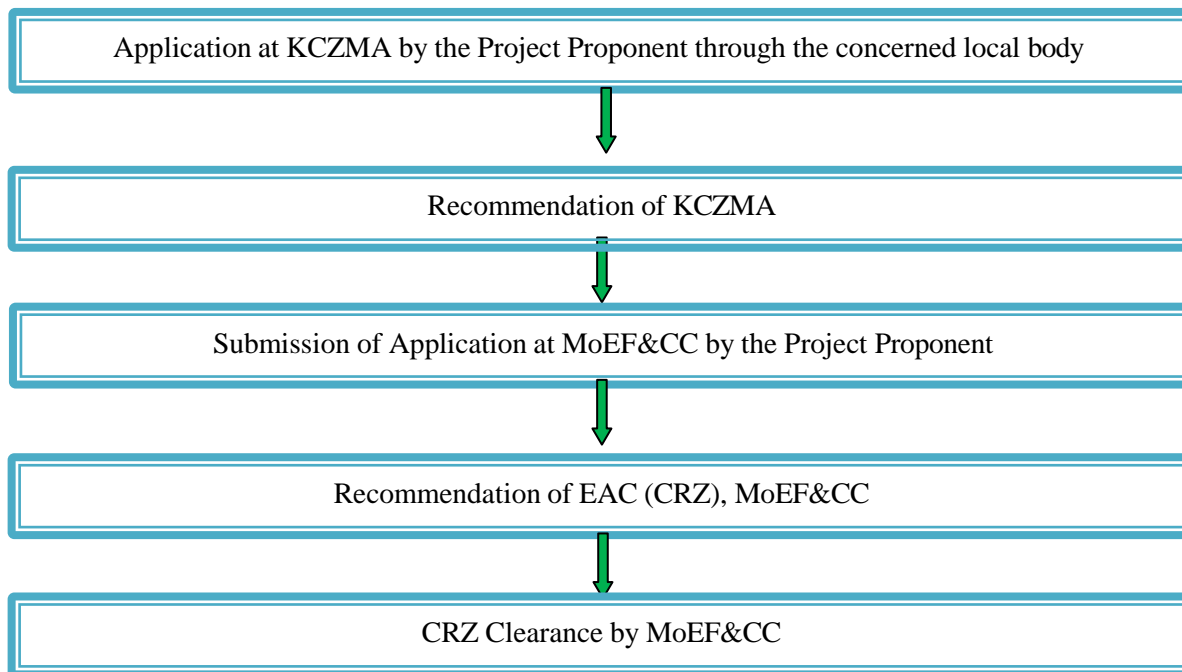 Application at KCZMA by the Project Proponent through the concerned local body
Recommendation of KCZMA
Submission of Application at MoEF&CC by the Project Proponent
Recommendation of EAC (CRZ), MoEF&CC
CRZ Clearance by MoEF&CC